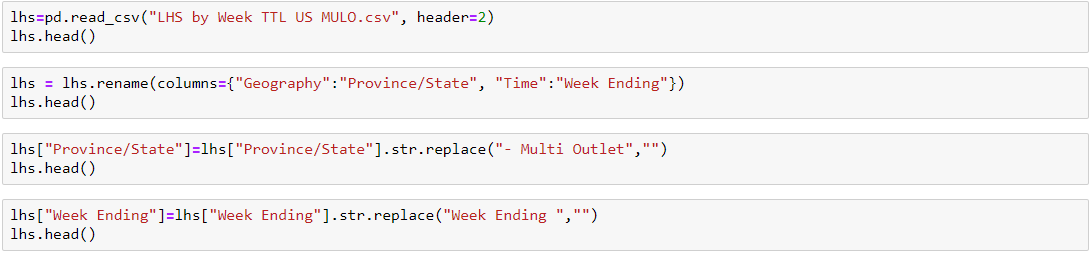 lhs=pd.read_csv("LHS by Week TTL US MULO.csv", header=2)
lhs.head()
lhs = lhs.rename(columns={"Geography":"Province/State", "Time":"Week Ending"})
lhs.head()
lhs["Province/State"]=lhs["Province/State"].str.replace("- Multi Outlet","")
lhs.head()
lhs["Week Ending"]=lhs["Week Ending"].str.replace("Week Ending ","")
lhs.head()